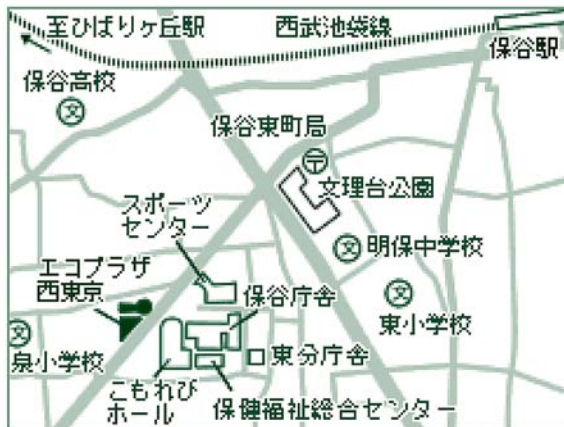 至ひばりヶ丘駅
西武池袋線
保谷駅
保谷高校
文
保谷東町局
〒
文理台公園
スポーツ
センター
文
明保中学校
エコプラザ
西東京
保谷庁舎
文
東小学校
文
泉小学校
東分庁舎
こもれび
ホール
保健福祉総合センター